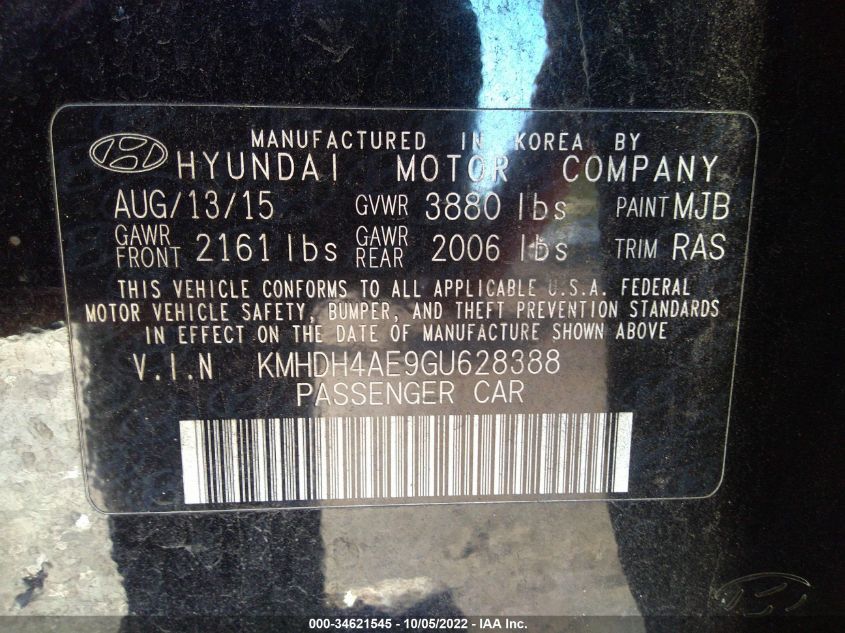 MANUFACTURED IN KOREA BY
HYUNDAI MOTOR COMPANY
AUG/13/15 GVWR 3880 lbs PAINT MJB
GAWR FRONT 2161 lbs GAWR REAR 2006 lbs TRIM RAS
THIS VEHICLE CONFORMS TO ALL APPLICABLE U.S.A. FEDERAL
MOTOR VEHICLE SAFETY, BUMPER, AND THEFT PREVENTION STANDARDS
IN EFFECT ON THE DATE OF MANUFACTURE SHOWN ABOVE
V.I.N KMHDH4AE9GU628388
PASSENGER CAR
000-34621545 - 10/05/2022 - IAA Inc.